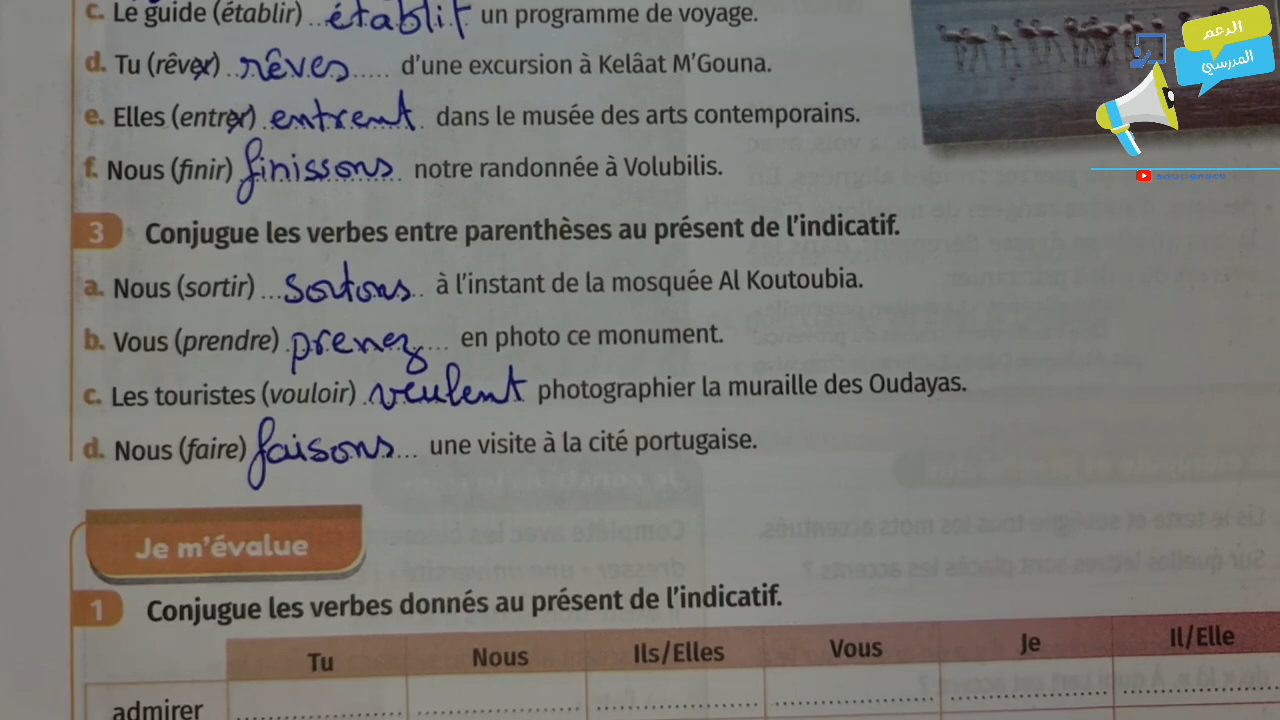 c. Le guide (établir) établit un programme de voyage.
d. Tu (rêver) rêves d'une excursion à Kelâat M'Gouna.
e. Elles (entrer) entrent dans le musée des arts contemporains.
f. Nous (finir) finissons notre randonnée à Volubilis.
3 Conjugue les verbes entre parenthèses au présent de l'indicatif.
a. Nous (sortir) sortons à l'instant de la mosquée Al Koutoubia.
b. Vous (prendre) prenez en photo ce monument.
c. Les touristes (vouloir) veulent photographier la muraille des Oudayas.
d. Nous (faire) faisons une visite à la cité portugaise.
Je m'évalue
1 Conjugue les verbes donnés au présent de l'indicatif.
Tu Nous Ils/Elles Vous Je Il/Elle
admirer
الدعم
المدرسي